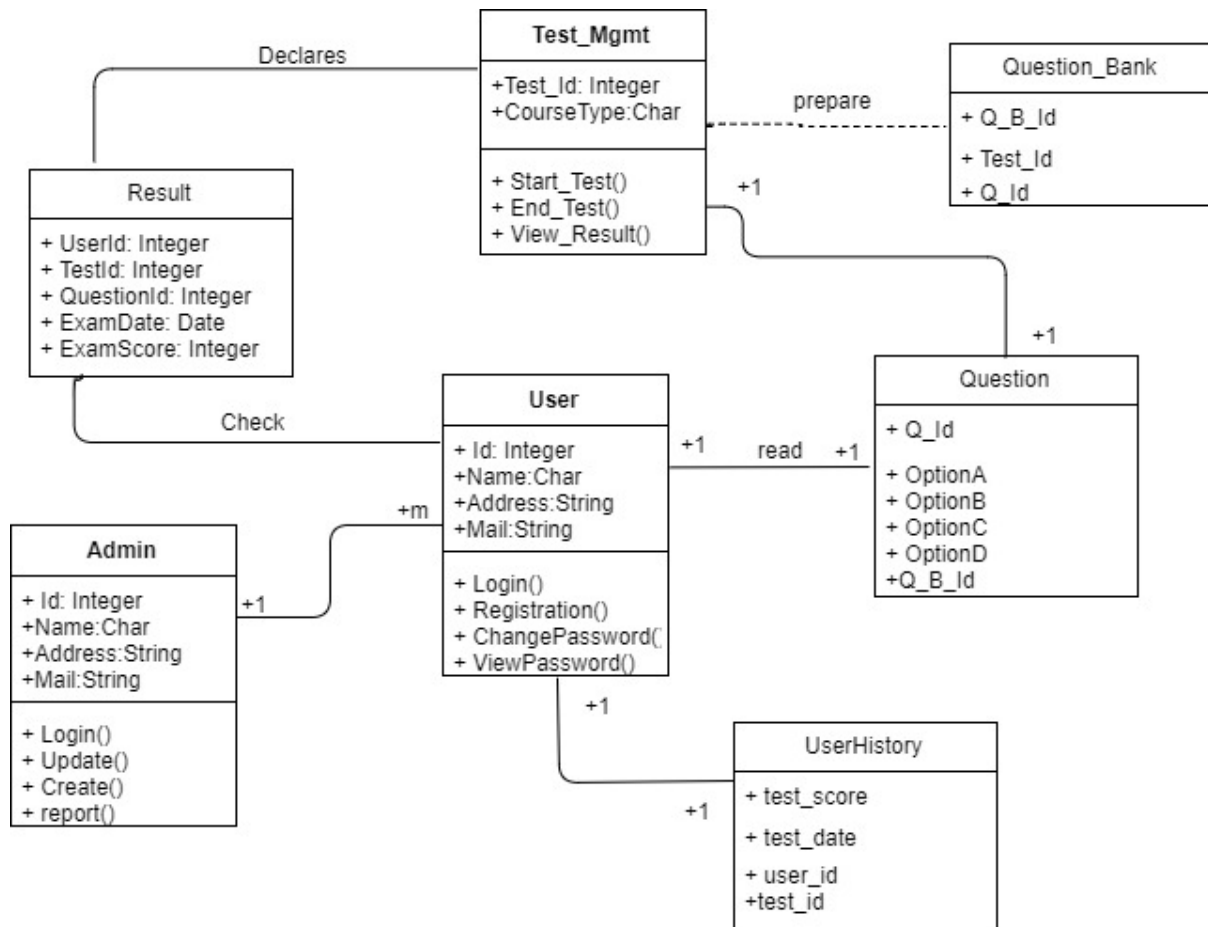 Test_Mgmt
+Test_Id: Integer
+CourseType:Char
+ Start_Test()
+ End_Test()
+ View_Result()
Declares
prepare
Question_Bank
+ Q_B_Id
+ Test_Id
+ Q_Id
+1
+1
Result
+ UserId: Integer
+ TestId: Integer
+ QuestionId: Integer
+ ExamDate: Date
+ ExamScore: Integer
Check
User
+ Id: Integer
+Name:Char
+Address:String
+Mail:String
+ Login()
+ Registration()
+ ChangePassword()
+ ViewPassword()
+1
read
+1
Question
+ Q_Id
+ OptionA
+ OptionB
+ OptionC
+ OptionD
+Q_B_Id
+m
+1
Admin
+ Id: Integer
+Name:Char
+Address:String
+Mail:String
+ Login()
+ Update()
+ Create()
+ report()
+1
+1
UserHistory
+ test_score
+ test_date
+ user_id
+test_id